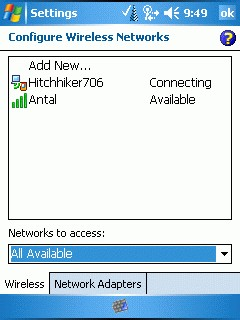 Settings 9:49 ok
Configure Wireless Networks
Add New...
Hitchhiker706 Connecting
Antal Available
Networks to access:
All Available
Wireless Network Adapters